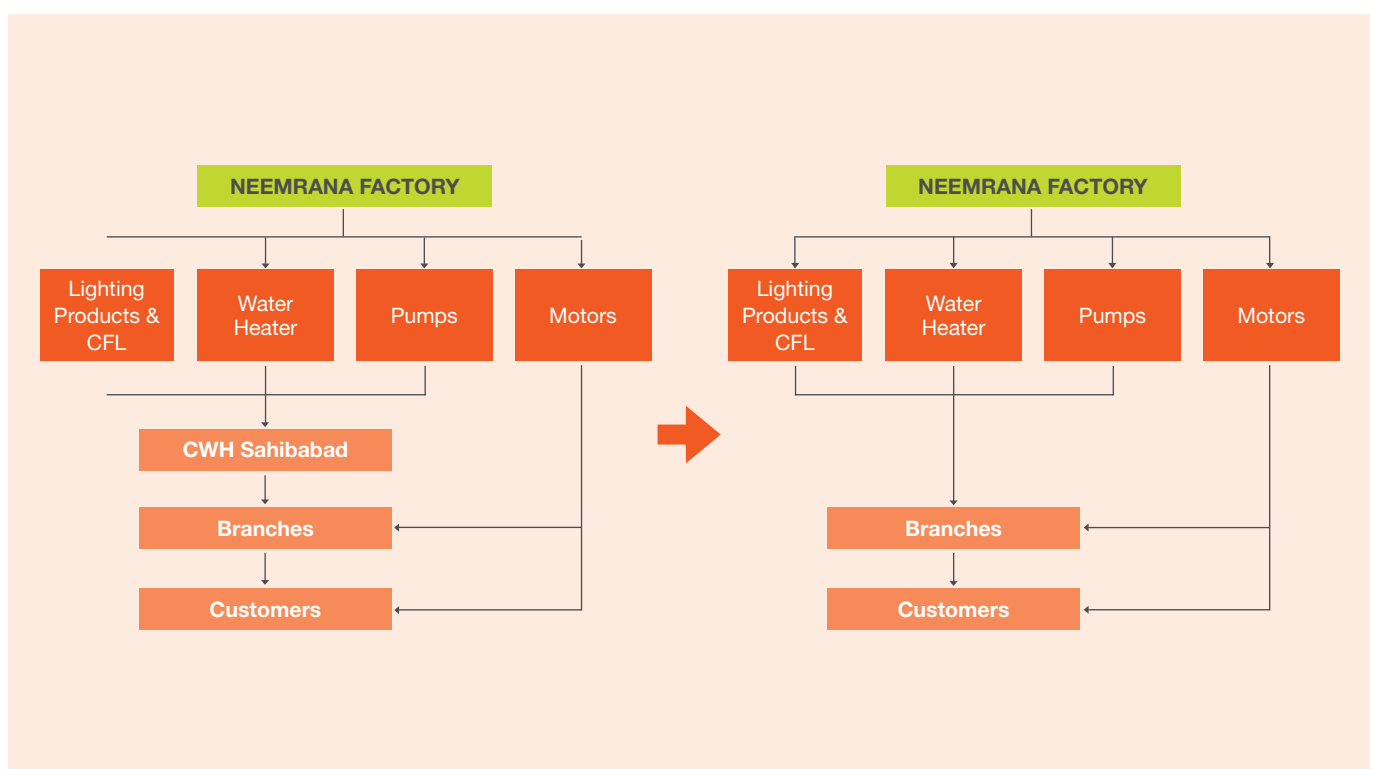 NEEMRANA FACTORY
Lighting
Products &
CFL
Water
Heater
Pumps
Motors
CWH Sahibabad
Branches
Customers
NEEMRANA FACTORY
Lighting
Products &
CFL
Water
Heater
Pumps
Motors
Branches
Customers